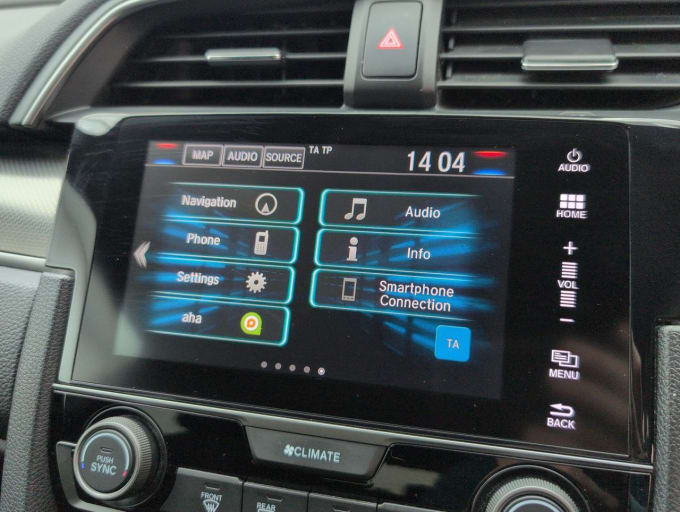 MAP AUDIO SOURCE TA TP 14 04
Navigation
Phone
Settings
aha
Audio
Info
Smartphone
Connection
TA
AUDIO
HOME
+
VOL
−
MENU
BACK
PUSH
SYNC
CLIMATE
FRONT
REAR